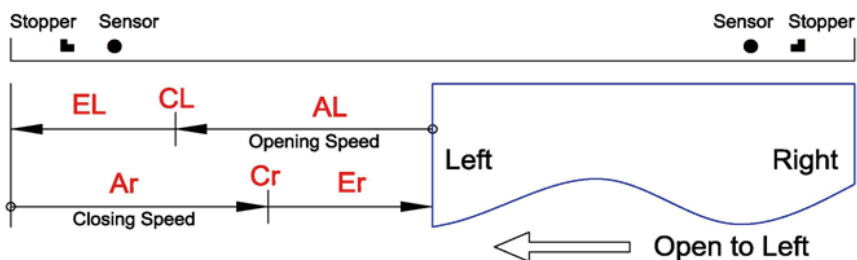 Stopper Sensor Sensor Stopper
EL CL AL
Opening Speed
Left Right
Ar Cr Er
Closing Speed
Open to Left